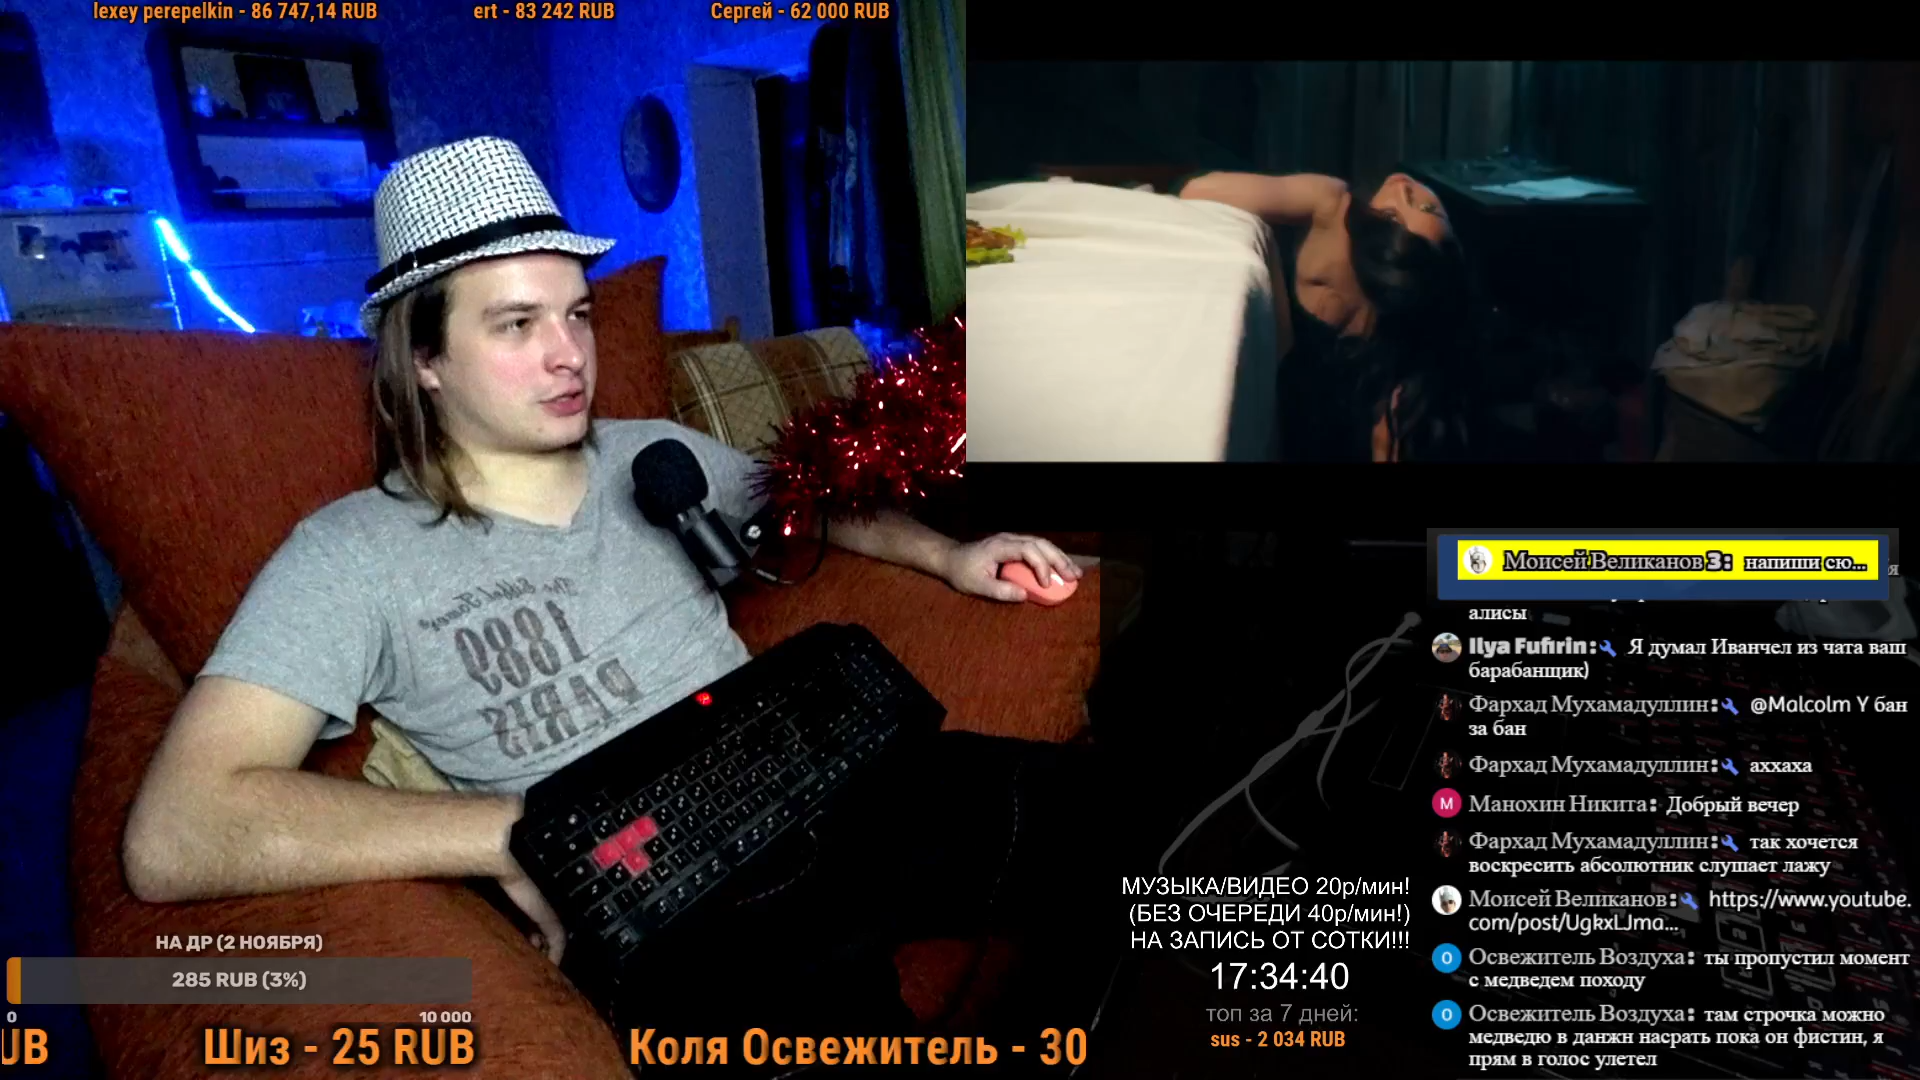 lexey perepelkin - 86 747,14 RUB
ert - 83 242 RUB
Сергей - 62 000 RUB
The Eiffel Tower
1889
PARIS
Моисей Великанов 3: напиши сю...
алисы
Ilya Fufirin: Я думал Иванчел из чата ваш
барабанщик)
Фархад Мухамадуллин: @Malcolm Y бан
за бан
Фархад Мухамадуллин: аххаха
М Манохин Никита: Добрый вечер
Фархад Мухамадуллин: так хочется
воскресить абсолютник слушает лажу
Моисей Великанов: https://www.youtube.
com/post/UgkxLJma...
О Освежитель Воздуха: ты пропустил момент
с медведем походу
О Освежитель Воздуха: там строчка можно
медведю в данжн насрать пока он фистин, я
прям в голос улетел
МУЗЫКА/ВИДЕО 20р/мин!
(БЕЗ ОЧЕРЕДИ 40р/мин!)
НА ЗАПИСЬ ОТ СОТКИ!!!
17:34:40
топ за 7 дней:
sus - 2 034 RUB
НА ДР (2 НОЯБРЯ)
285 RUB (3%)
0
10 000
UB
Шиз - 25 RUB
Коля Освежитель - 30